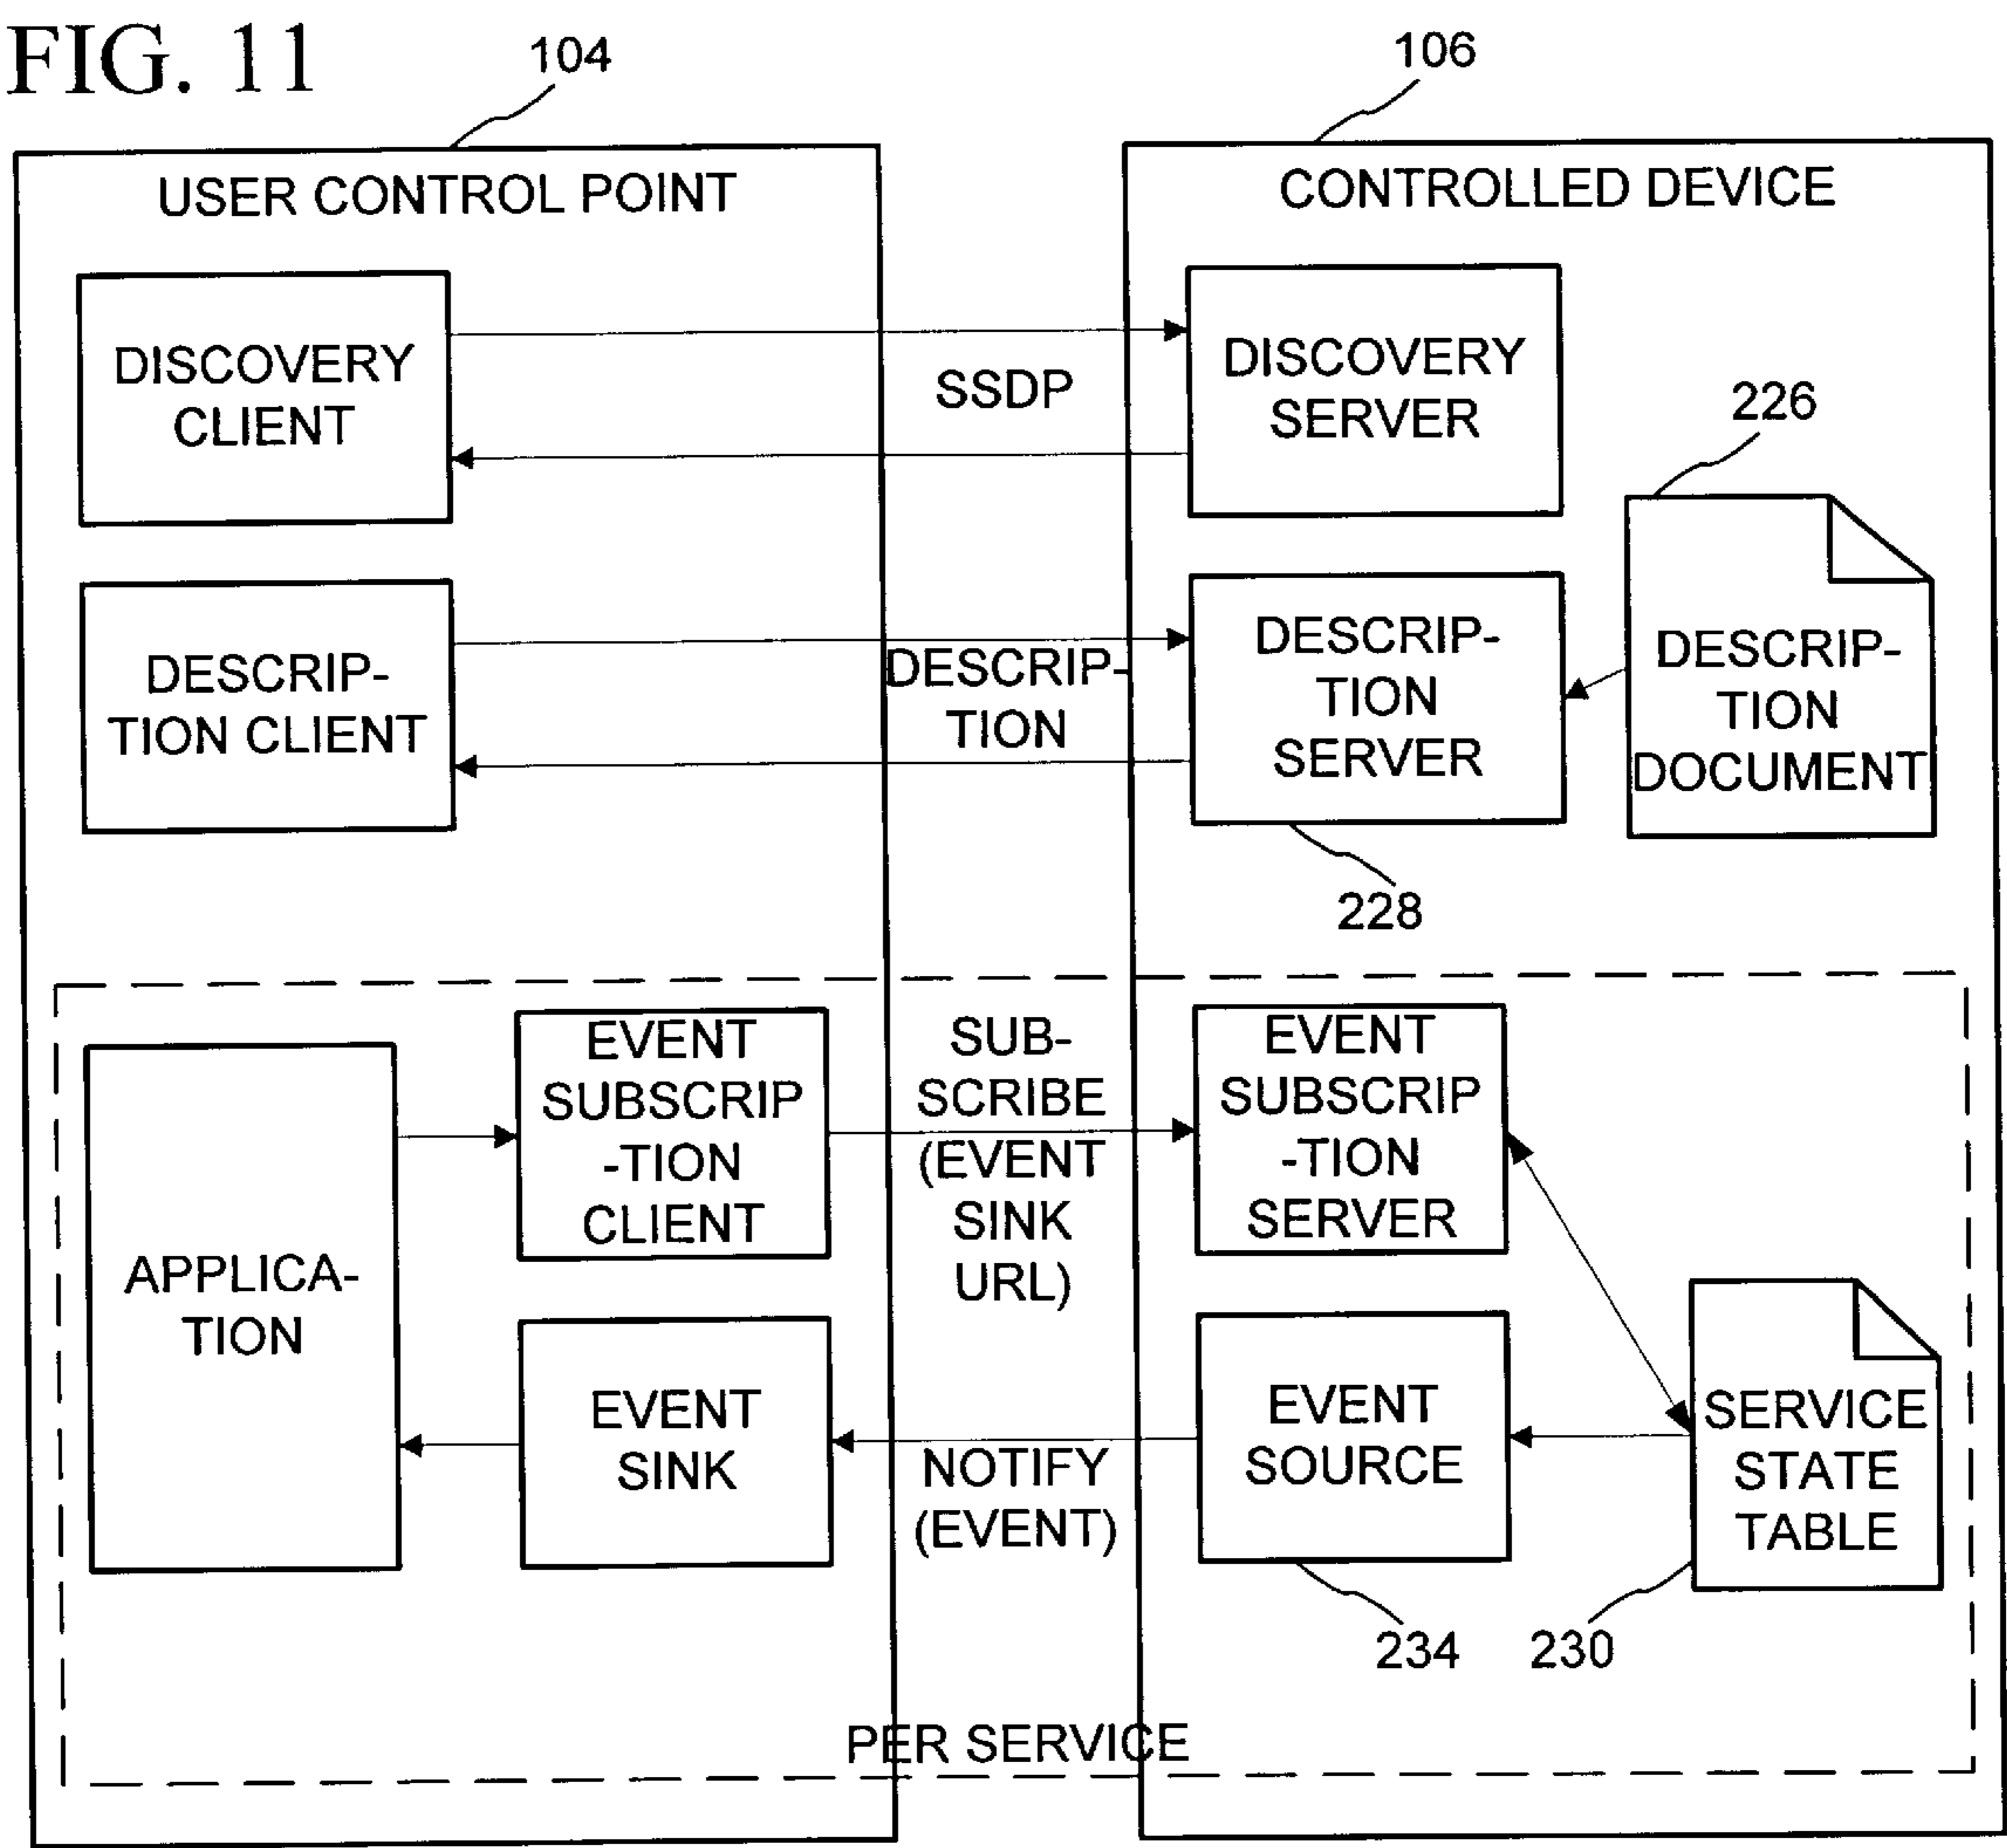 FIG. 11
104
106
USER CONTROL POINT
CONTROLLED DEVICE
DISCOVERY
CLIENT
SSDP
DISCOVERY
SERVER
226
DESCRIP-
TION CLIENT
DESCRIP-
TION
DESCRIP-
TION
SERVER
DESCRIP-
TION
DOCUMENT
228
APPLICA-
TION
EVENT
SUBSCRIP
-TION
CLIENT
SUB-
SCRIBE
(EVENT
SINK
URL)
EVENT
SUBSCRIP
-TION
SERVER
EVENT
SINK
NOTIFY
(EVENT)
EVENT
SOURCE
SERVICE
STATE
TABLE
234
230
PER SERVICE